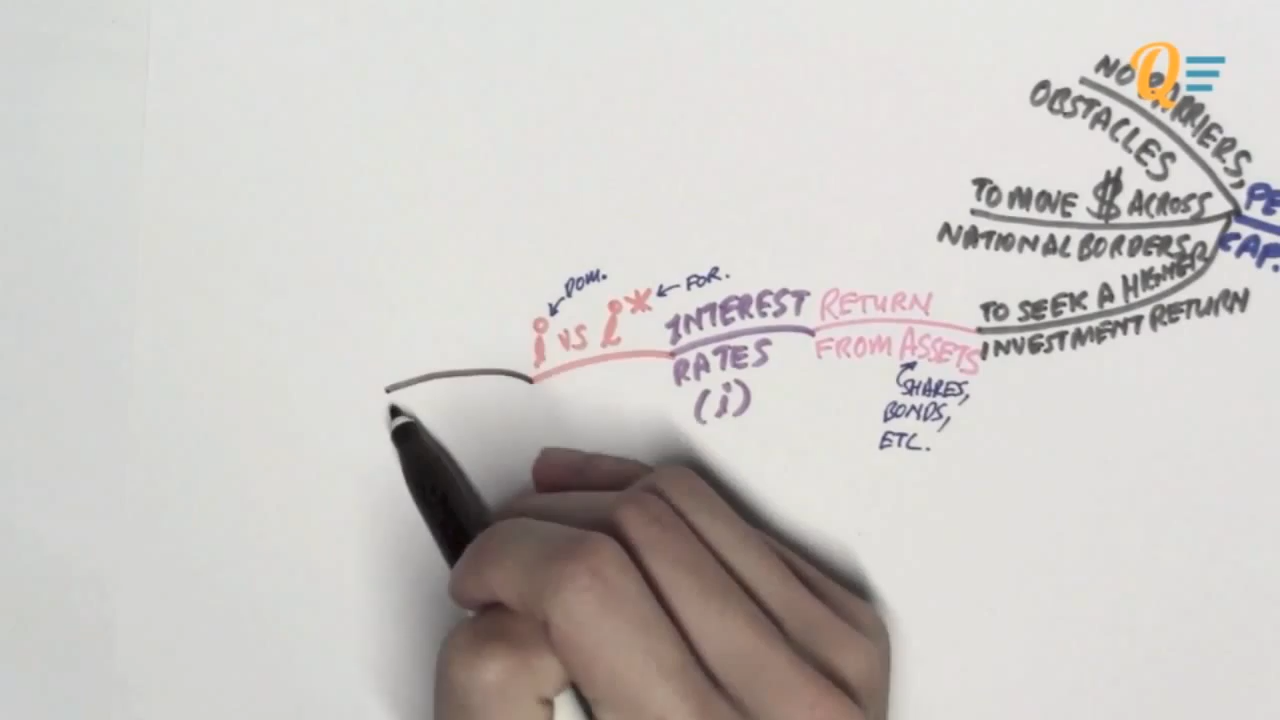 NO BARRIERS,
OBSTACLES
TO MOVE $ ACROSS
NATIONAL BORDERS
TO SEEK A HIGHER
INVESTMENT RETURN
PE
CAP.
RETURN
FROM ASSETS
SHARES,
BONDS,
ETC.
INTEREST
RATES
(i)
DOM.
FOR.
i vs i*